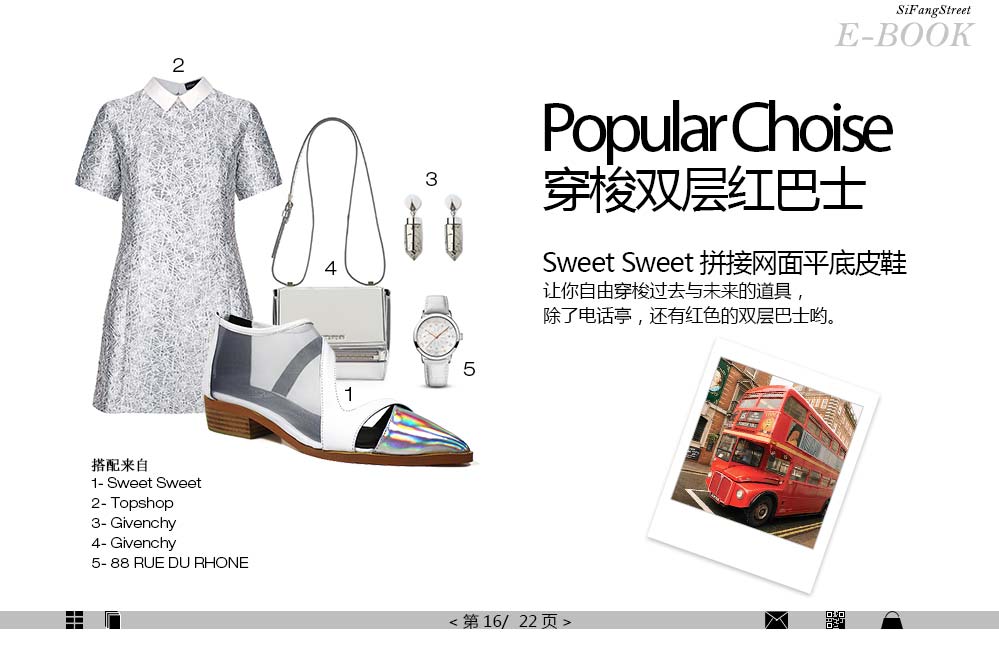 SiFangStreet
E-BOOK
Popular Choise
穿梭双层红巴士
Sweet Sweet 拼接网面平底皮鞋
让你自由穿梭过去与未来的道具，
除了电话亭，还有红色的双层巴士哟。
2
3
4
5
1
搭配来自
1- Sweet Sweet
2- Topshop
3- Givenchy
4- Givenchy
5- 88 RUE DU RHONE
< 第 16/ 22 页 >